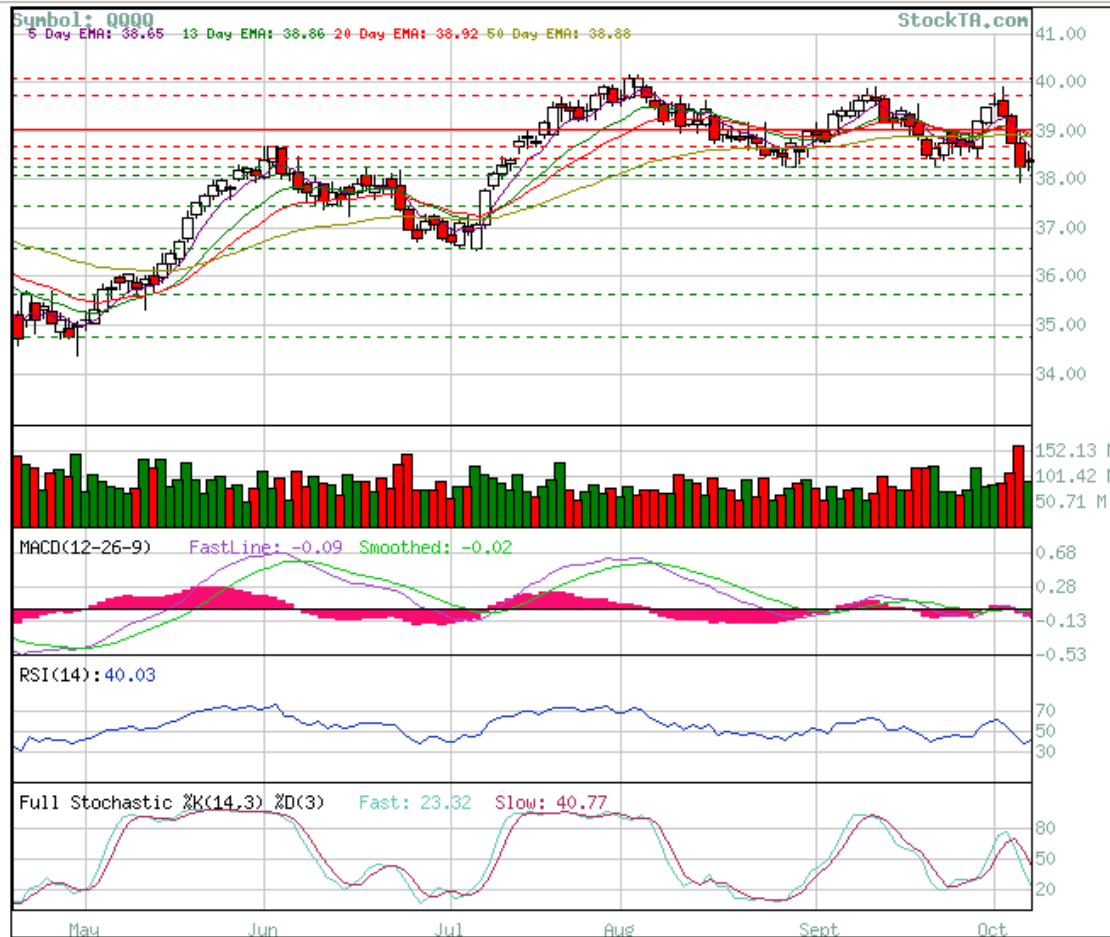 Symbol: QQQQ StockTA.com
5 Day EMA: 38.65 13 Day EMA: 38.86 20 Day EMA: 38.92 50 Day EMA: 38.88
41.00
40.00
39.00
38.00
37.00
36.00
35.00
34.00
152.13 M
101.42 M
50.71 M
MACD(12-26-9) FastLine: -0.09 Smoothed: -0.02
0.68
0.28
-0.13
-0.53
RSI(14):40.03
70
50
30
Full Stochastic %K(14,3) %D(3) Fast: 23.32 Slow: 40.77
80
50
20
May Jun Jul Aug Sept Oct